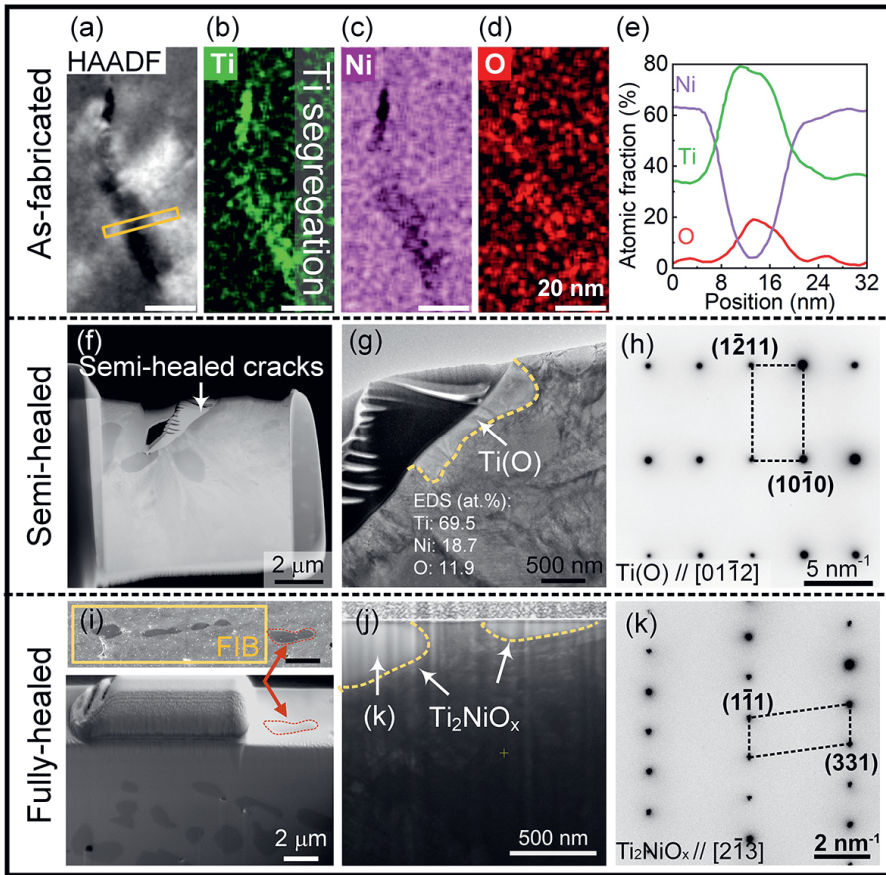 As-fabricated
(a)
HAADF
(b)
Ti
Ti segregation
(c)
Ni
(d)
O
20 nm
(e)
Atomic fraction (%)
80
60
40
20
0
Ni
Ti
O
0 8 16 24 32
Position (nm)
Semi-healed
(f)
Semi-healed cracks
2 μm
(g)
Ti(O)
EDS (at.%):
Ti: 69.5
Ni: 18.7
O: 11.9
500 nm
(h)
(12̄11)
(101̄0)
5 nm⁻¹
Ti(O) // [011̄2]
Fully-healed
(i)
FIB
2 μm
(j)
(k)
Ti₂NiOₓ
500 nm
(k)
(11̄1)
(331)
2 nm⁻¹
Ti₂NiOₓ// [21̄3]